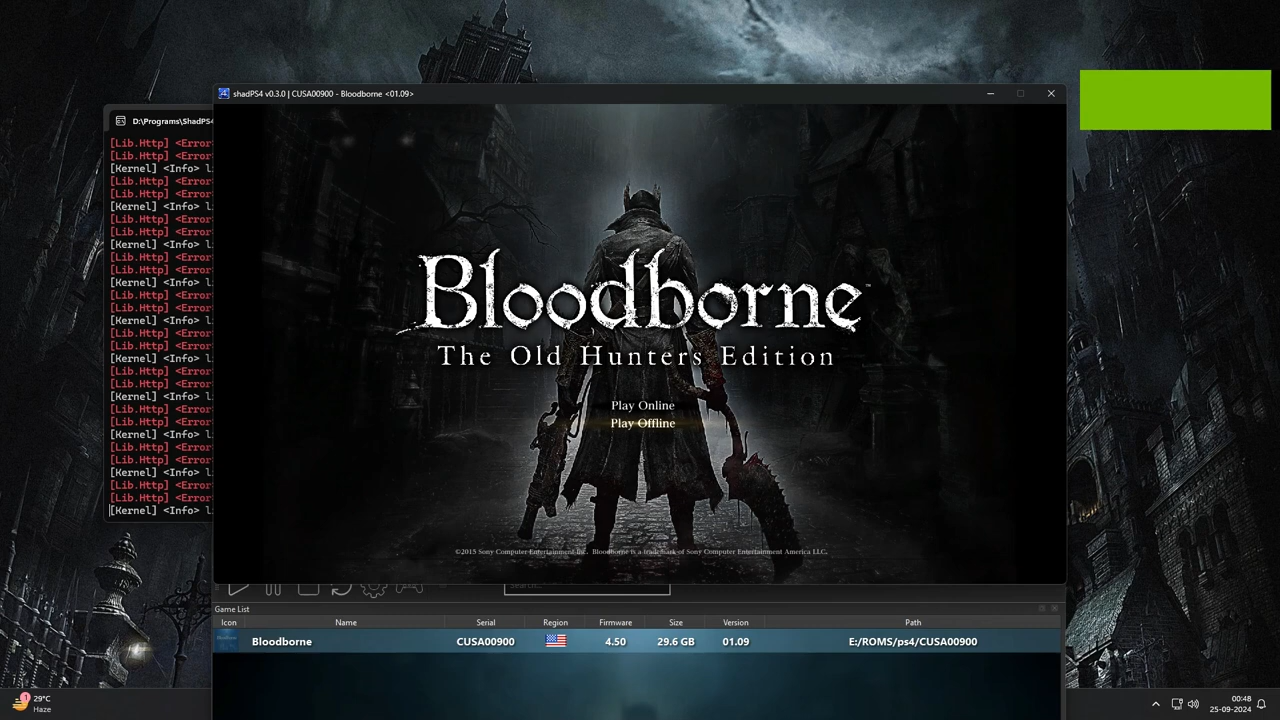 shadPS4 v0.3.0 | CUSA00900 - Bloodborne <01.09>
D:\Programs\ShadPS4
[Lib.Http] <Error
[Lib.Http] <Error
[Kernel] <Info> l
[Lib.Http] <Error
[Lib.Http] <Error
[Kernel] <Info> l
[Lib.Http] <Error
[Lib.Http] <Error
[Kernel] <Info> l
[Lib.Http] <Error
[Lib.Http] <Error
[Kernel] <Info> l
[Lib.Http] <Error
[Lib.Http] <Error
[Kernel] <Info> l
[Lib.Http] <Error
[Lib.Http] <Error
[Kernel] <Info> l
[Lib.Http] <Error
[Lib.Http] <Error
[Kernel] <Info> l
[Lib.Http] <Error
[Lib.Http] <Error
[Kernel] <Info> l
[Lib.Http] <Error
[Lib.Http] <Error
[Kernel] <Info> l
[Lib.Http] <Error
[Lib.Http] <Error
[Kernel] <Info> l
Bloodborne™
The Old Hunters Edition
Play Online
Play Offline
©2015 Sony Computer Entertainment Inc. Bloodborne is a trademark of Sony Computer Entertainment America LLC.
Search...
Game List
Icon Name Serial Region Firmware Size Version Path
Bloodborne CUSA00900 4.50 29.6 GB 01.09 E:/ROMS/ps4/CUSA00900
1
29°C
Haze
00:48
25-09-2024